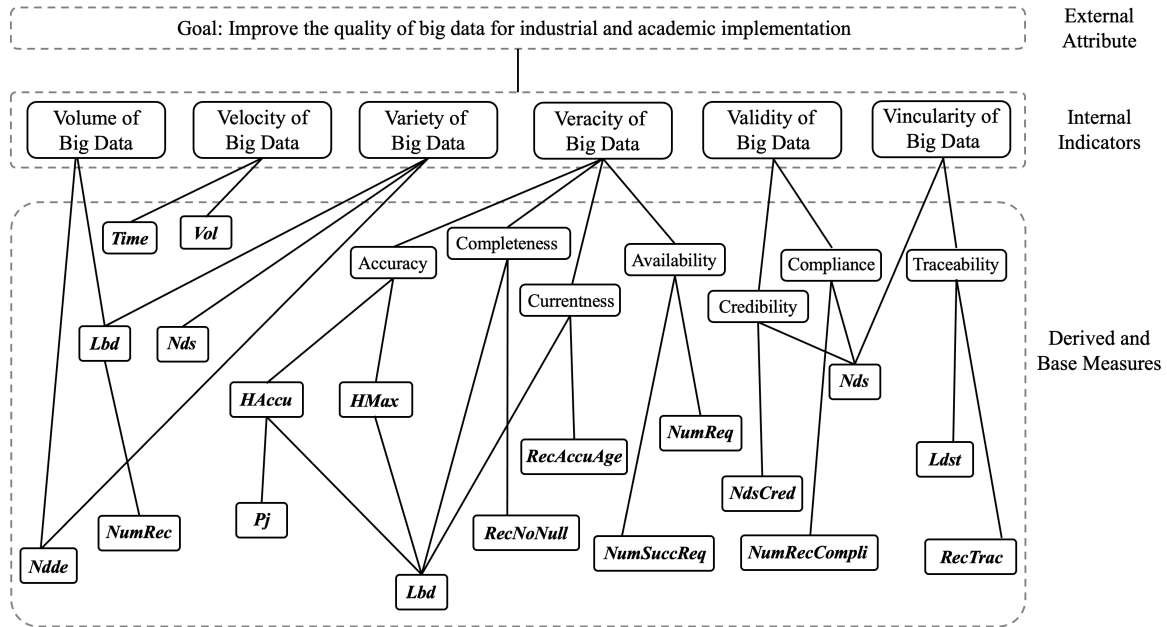 Goal: Improve the quality of big data for industrial and academic implementation
External
Attribute
Volume of
Big Data
Velocity of
Big Data
Variety of
Big Data
Veracity of
Big Data
Validity of
Big Data
Vincularity of
Big Data
Internal
Indicators
Time
Vol
Accuracy
Completeness
Currentness
Availability
Credibility
Compliance
Traceability
Lbd
Nds
HAccu
HMax
RecAccuAge
NumReq
Nds
NdsCred
Ldst
Derived and
Base Measures
Ndde
NumRec
Pj
Lbd
RecNoNull
NumSuccReq
NumRecCompli
RecTrac